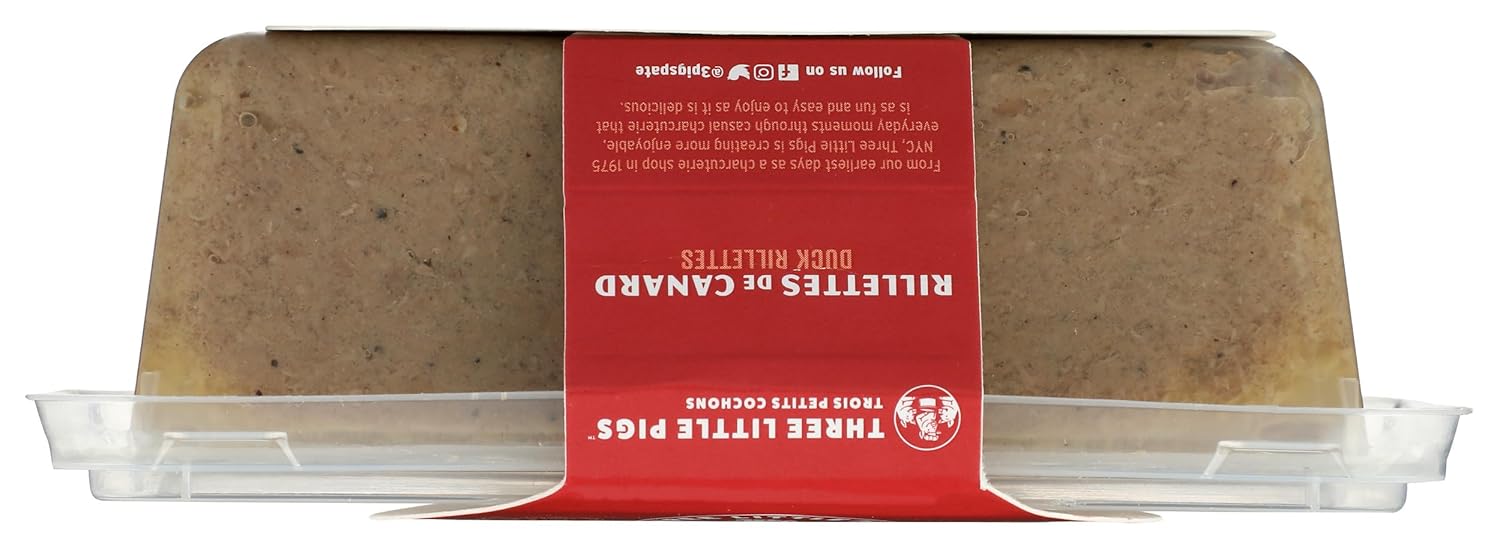 THREE LITTLE PIGS™
TROIS PETITS COCHONS
RILLETTES DE CANARD
DUCK RILLETTES
From our earliest days as a charcuterie shop in 1975
NYC, Three Little Pigs is creating more enjoyable,
everyday moments through casual charcuterie that
is as fun and easy to enjoy as it is delicious.
Follow us on @3pigspate